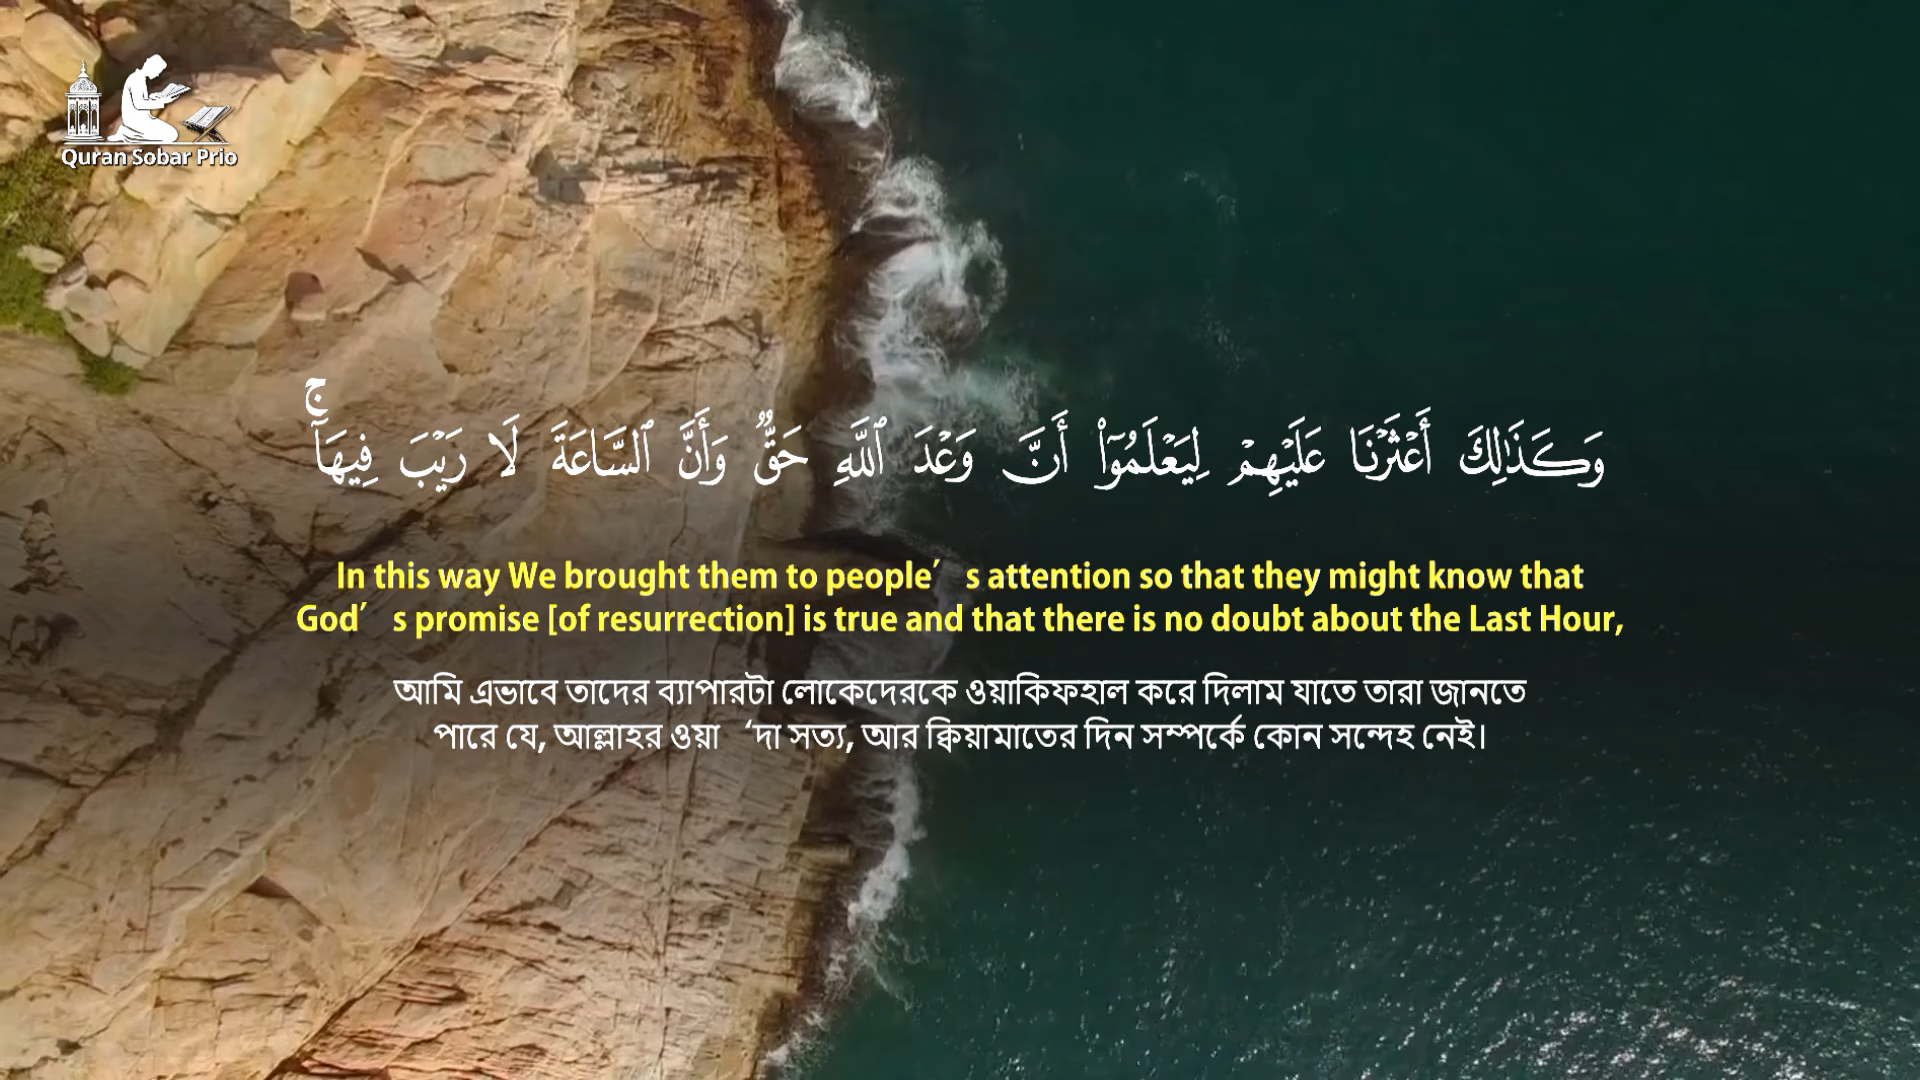 Quran Sobar Prio
وَكَذَٰلِكَ أَعْثَرْنَا عَلَيْهِمْ لِيَعْلَمُوٓا۟ أَنَّ وَعْدَ ٱللَّهِ حَقٌّ وَأَنَّ ٱلسَّاعَةَ لَا رَيْبَ فِيهَآ ۚ
In this way We brought them to people′ s attention so that they might know that
God′ s promise [of resurrection] is true and that there is no doubt about the Last Hour,
আমি এভাবে তাদের ব্যাপারটা লোকেদেরকে ওয়াকিফহাল করে দিলাম যাতে তারা জানতে
পারে যে, আল্লাহর ওয়া ‘দা সত্য, আর ক্বিয়ামাতের দিন সম্পর্কে কোন সন্দেহ নেই।